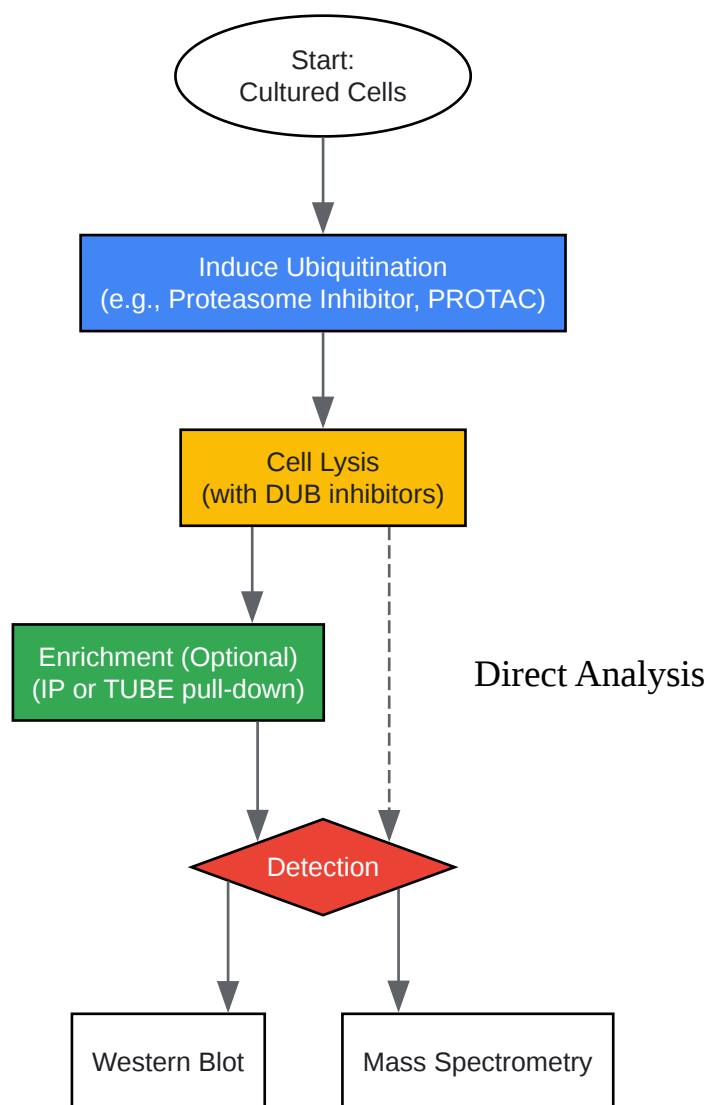 Start:
Cultured Cells
Induce Ubiquitination
(e.g., Proteasome Inhibitor, PROTAC)
Cell Lysis
(with DUB inhibitors)
Enrichment (Optional)
(IP or TUBE pull-down)
Direct Analysis
Detection
Western Blot
Mass Spectrometry